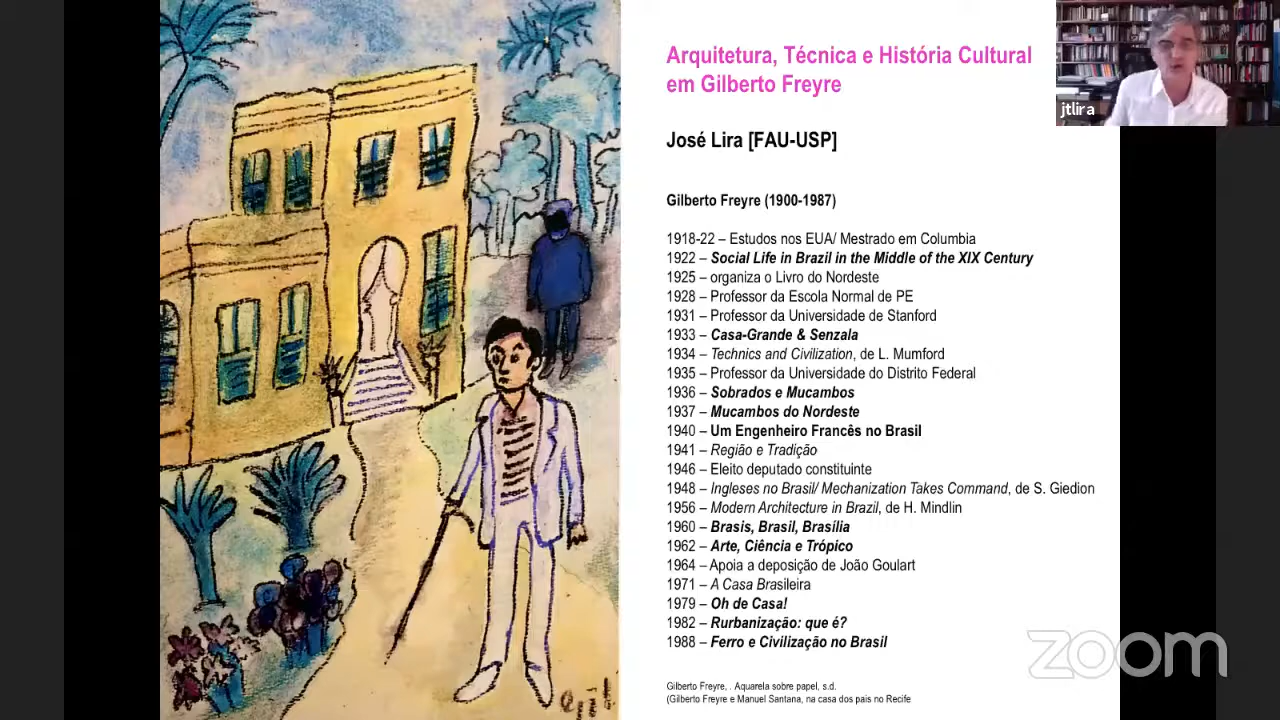 Arquitetura, Técnica e História Cultural
em Gilberto Freyre
José Lira [FAU-USP]
Gilberto Freyre (1900-1987)
1918-22 – Estudos nos EUA/ Mestrado em Columbia
1922 – Social Life in Brazil in the Middle of the XIX Century
1925 – organiza o Livro do Nordeste
1928 – Professor da Escola Normal de PE
1931 – Professor da Universidade de Stanford
1933 – Casa-Grande & Senzala
1934 – Technics and Civilization, de L. Mumford
1935 – Professor da Universidade do Distrito Federal
1936 – Sobrados e Mucambos
1937 – Mucambos do Nordeste
1940 – Um Engenheiro Francês no Brasil
1941 – Região e Tradição
1946 – Eleito deputado constituinte
1948 – Ingleses no Brasil/ Mechanization Takes Command, de S. Giedion
1956 – Modern Architecture in Brazil, de H. Mindlin
1960 – Brasis, Brasil, Brasília
1962 – Arte, Ciência e Trópico
1964 – Apoia a deposição de João Goulart
1971 – A Casa Brasileira
1979 – Oh de Casa!
1982 – Rurbanização: que é?
1988 – Ferro e Civilização no Brasil
Gilberto Freyre, . Aquarela sobre papel, s.d.
(Gilberto Freyre e Manuel Santana, na casa dos pais no Recife
jtlira
zoom